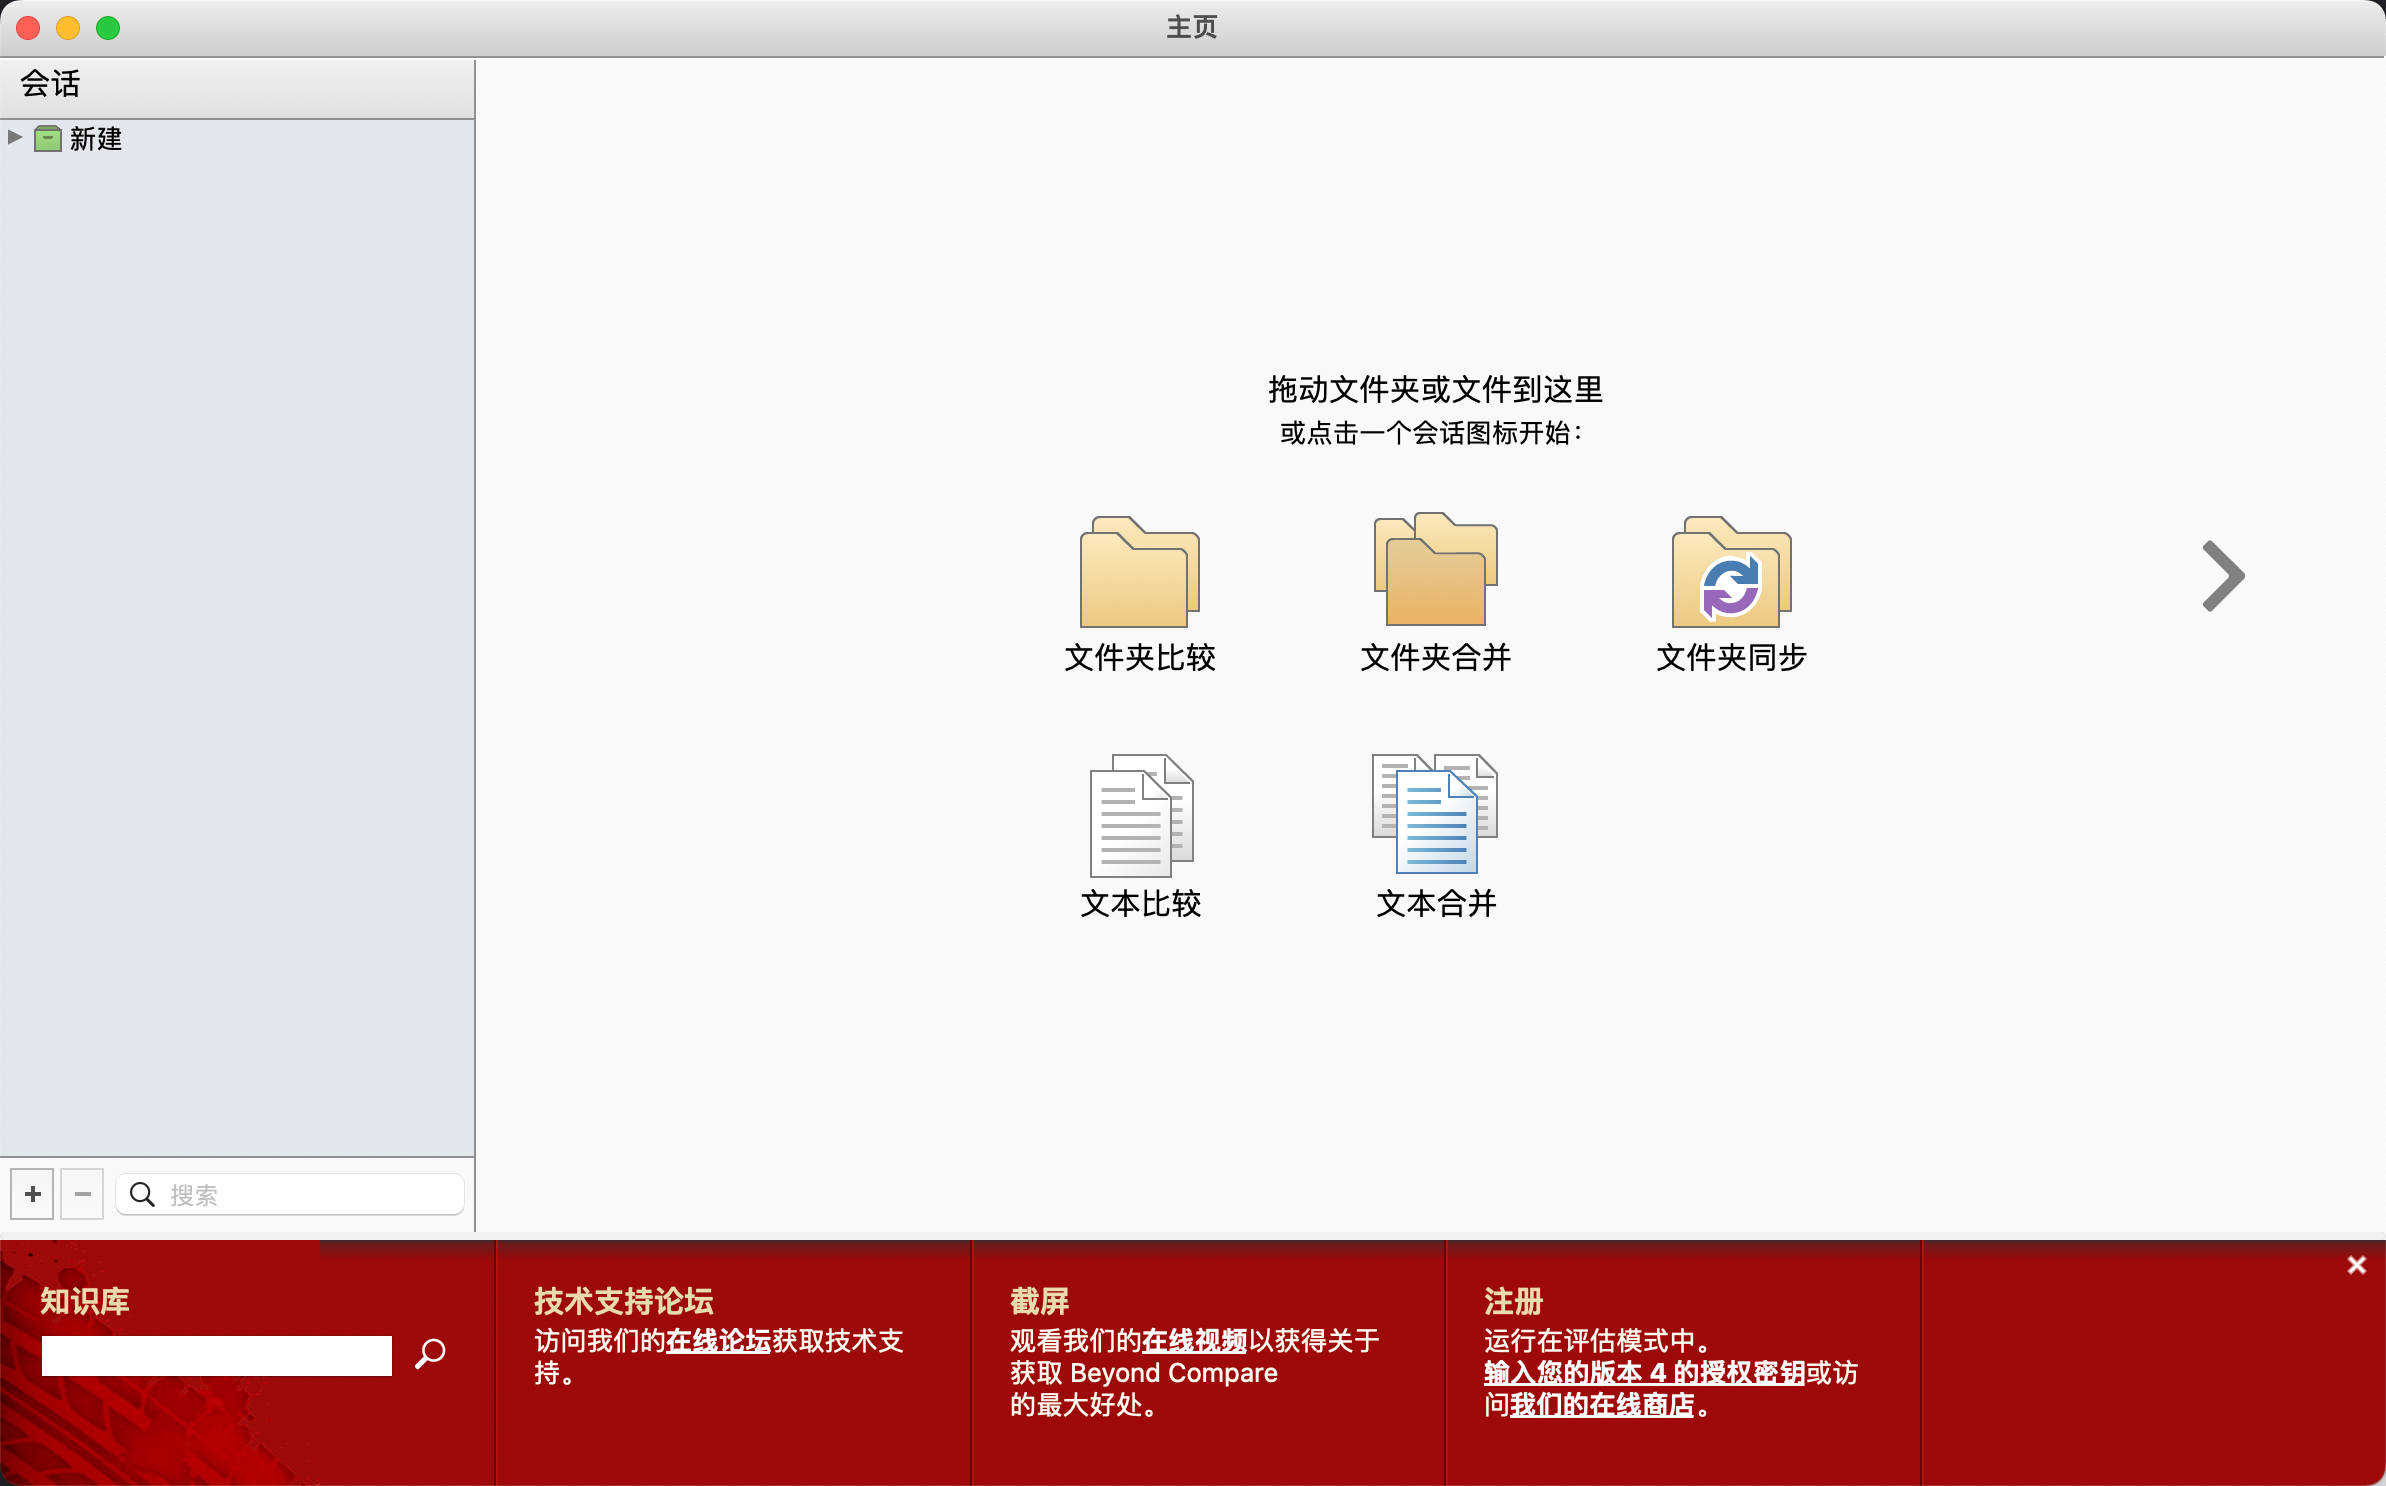 主页
会话
新建
拖动文件夹或文件到这里
或点击一个会话图标开始：
文件夹比较
文件夹合并
文件夹同步
文本比较
文本合并
搜索
知识库
技术支持论坛
访问我们的在线论坛获取技术支
持。
截屏
观看我们的在线视频以获得关于
获取 Beyond Compare
的最大好处。
注册
运行在评估模式中。
输入您的版本 4 的授权密钥或访
问我们的在线商店。